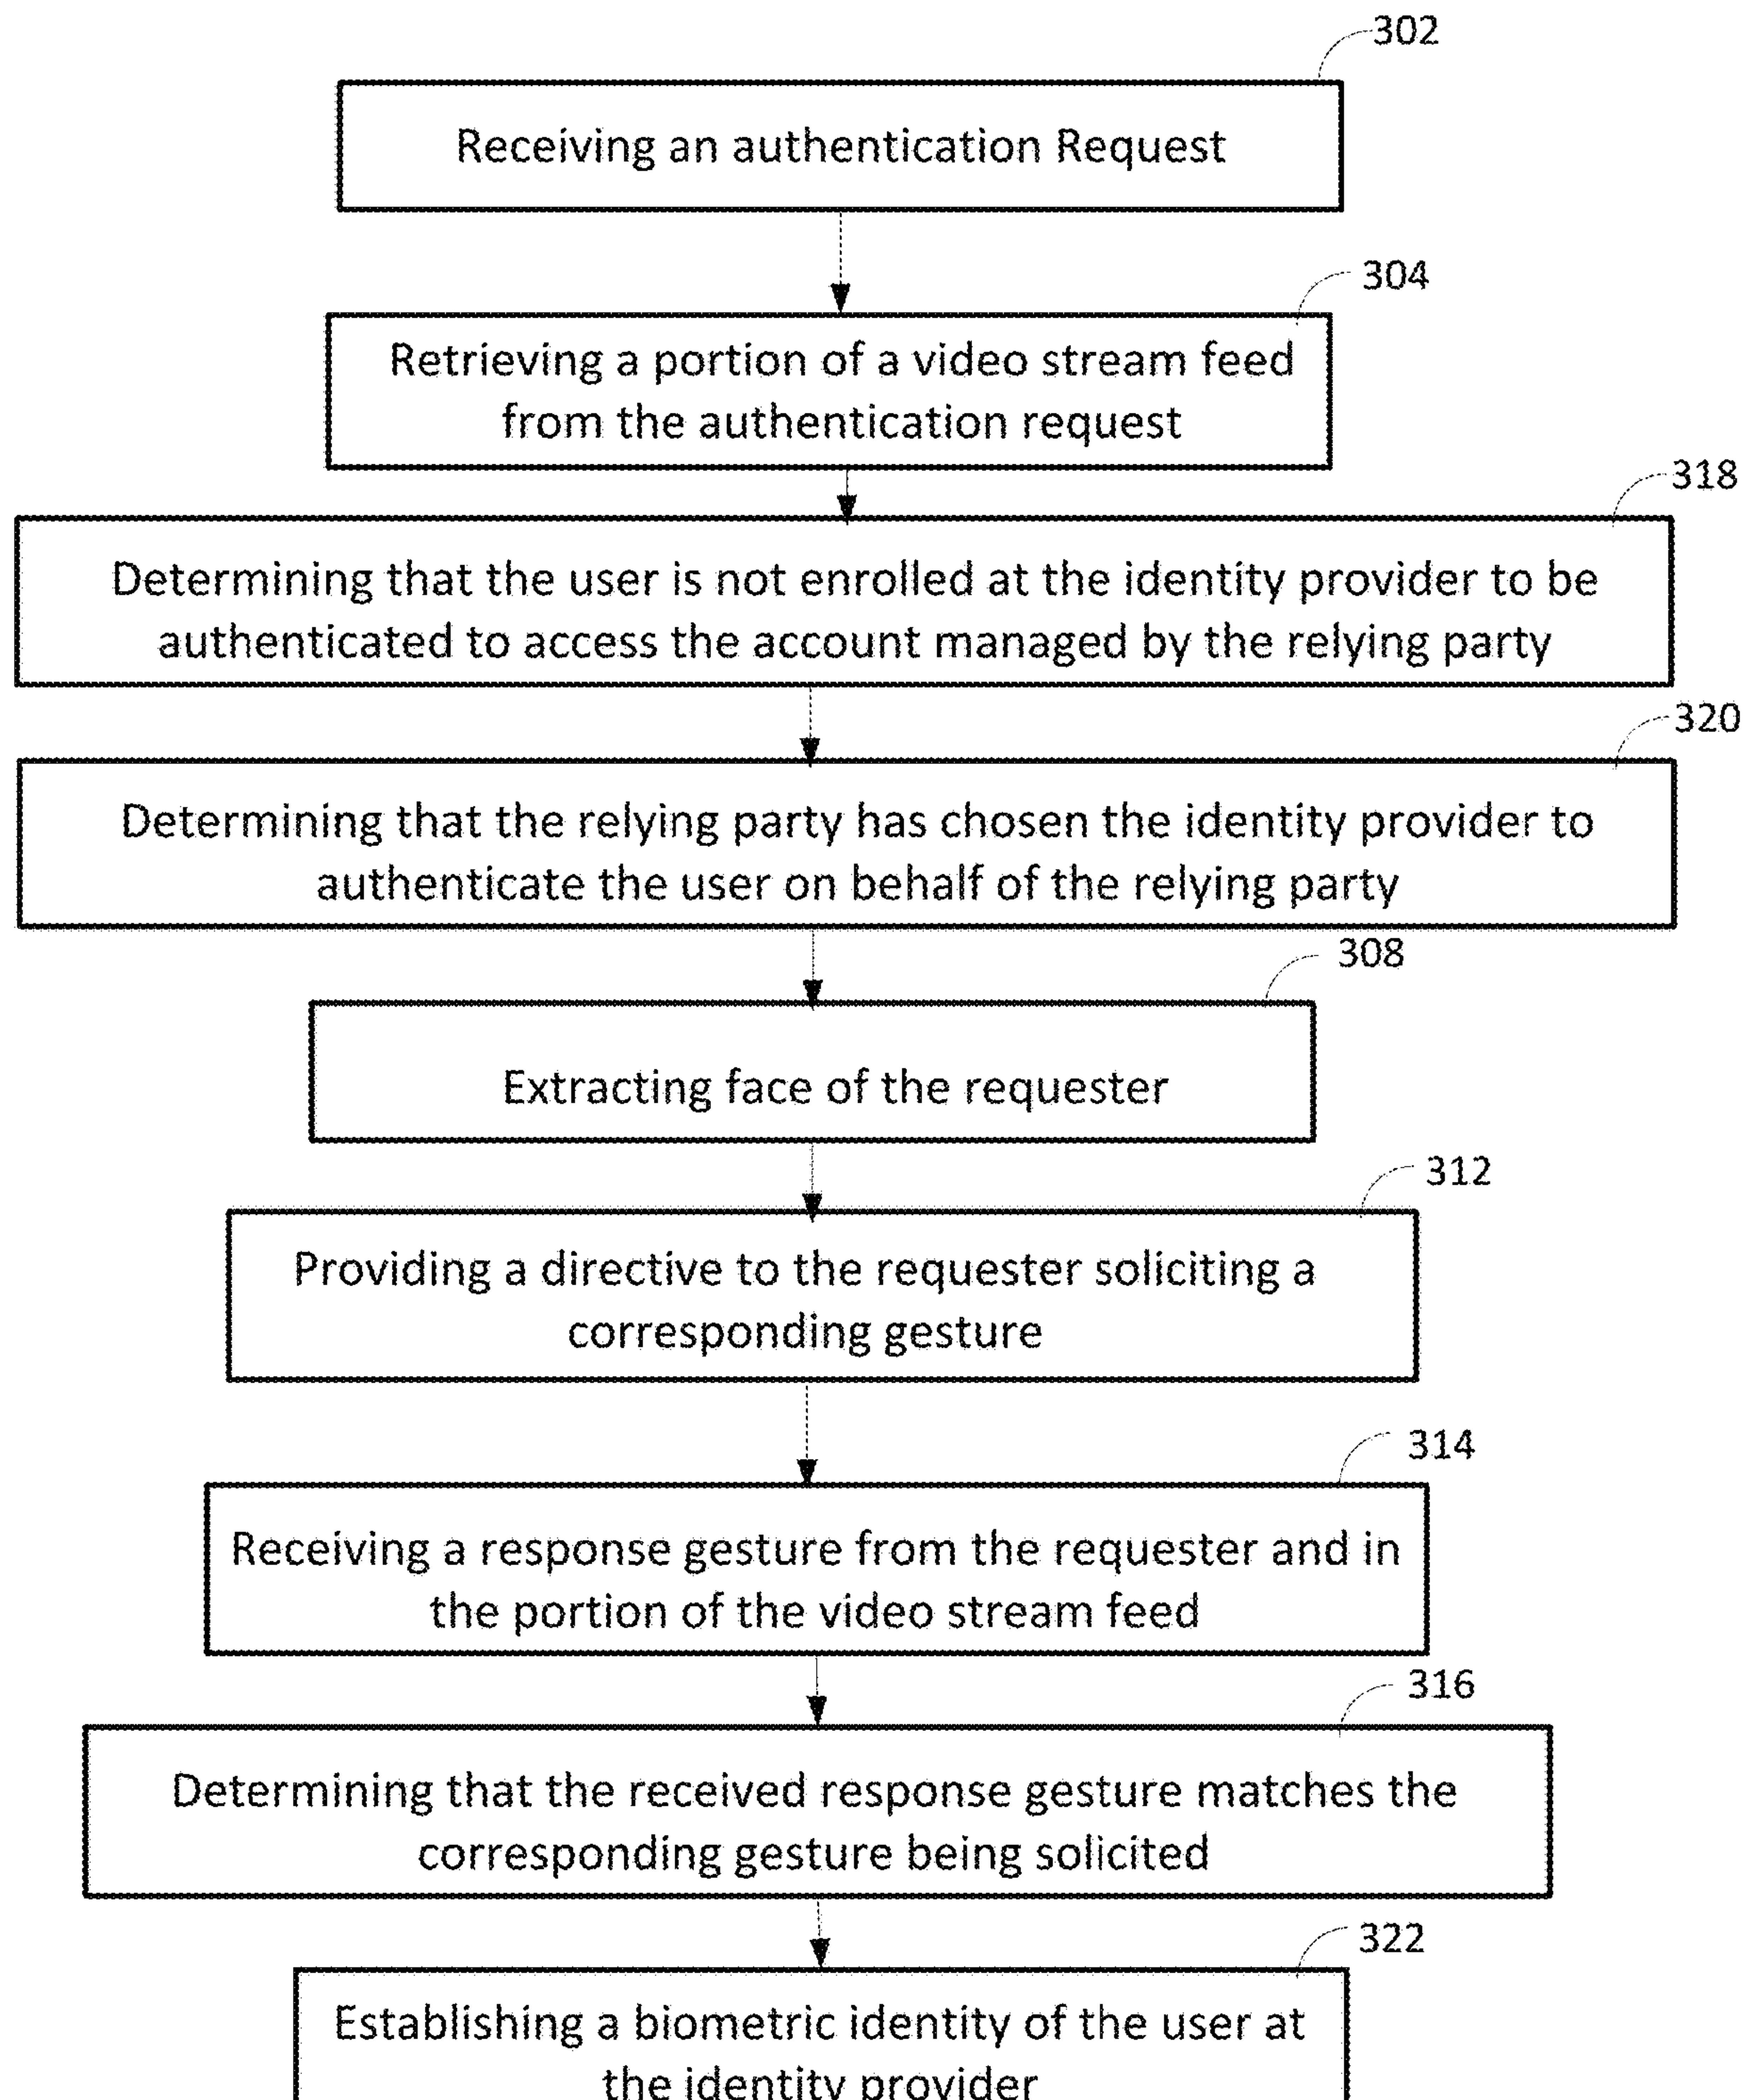 302
Receiving an authentication Request
304
Retrieving a portion of a video stream feed
from the authentication request
318
Determining that the user is not enrolled at the identity provider to be
authenticated to access the account managed by the relying party
320
Determining that the relying party has chosen the identity provider to
authenticate the user on behalf of the relying party
308
Extracting face of the requester
312
Providing a directive to the requester soliciting a
corresponding gesture
314
Receiving a response gesture from the requester and in
the portion of the video stream feed
316
Determining that the received response gesture matches the
corresponding gesture being solicited
322
Establishing a biometric identity of the user at
the identity provider